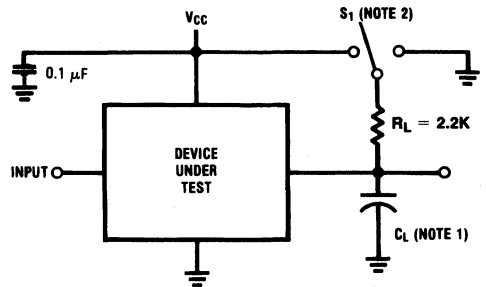 VCC
S1 (NOTE 2)
0.1 µF
RL = 2.2K
DEVICE
UNDER
TEST
INPUT
CL (NOTE 1)